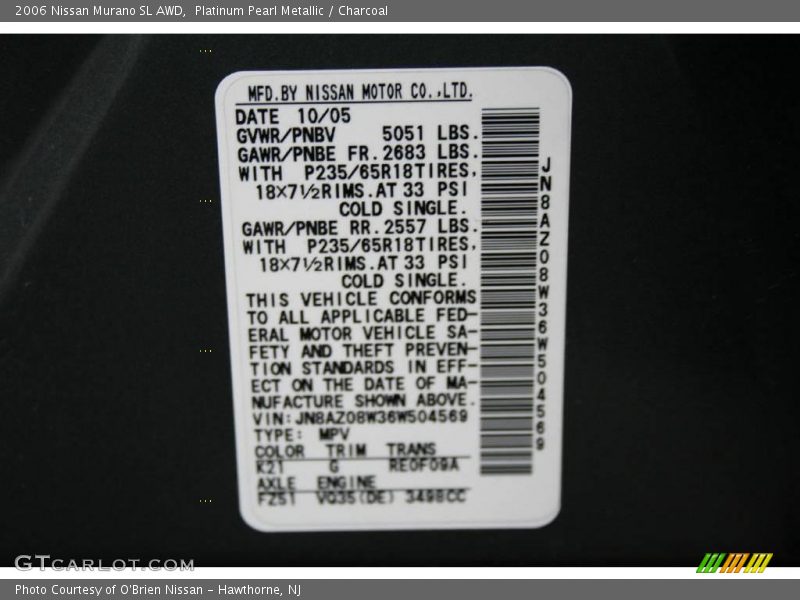 2006 Nissan Murano SL AWD,  Platinum Pearl Metallic / Charcoal
MFD.BY NISSAN MOTOR CO.,LTD.
DATE 10/05
GVWR/PNBV 5051 LBS.
GAWR/PNBE FR.2683 LBS.
WITH P235/65R18TIRES,
18×7½RIMS.AT 33 PSI
COLD SINGLE.
GAWR/PNBE RR.2557 LBS.
WITH P235/65R18TIRES,
18×7½RIMS.AT 33 PSI
COLD SINGLE.
THIS VEHICLE CONFORMS
TO ALL APPLICABLE FED-
ERAL MOTOR VEHICLE SA-
FETY AND THEFT PREVEN-
TION STANDARDS IN EFF-
ECT ON THE DATE OF MA-
NUFACTURE SHOWN ABOVE.
VIN:JN8AZ08W36W504569
TYPE: MPV
COLOR TRIM TRANS
K21 G RE0F09A
AXLE ENGINE
FZ51 VQ35(DE) 3498CC
JN8AZ08W36W504569
GTCARLOT.COM
Photo Courtesy of O'Brien Nissan - Hawthorne, NJ